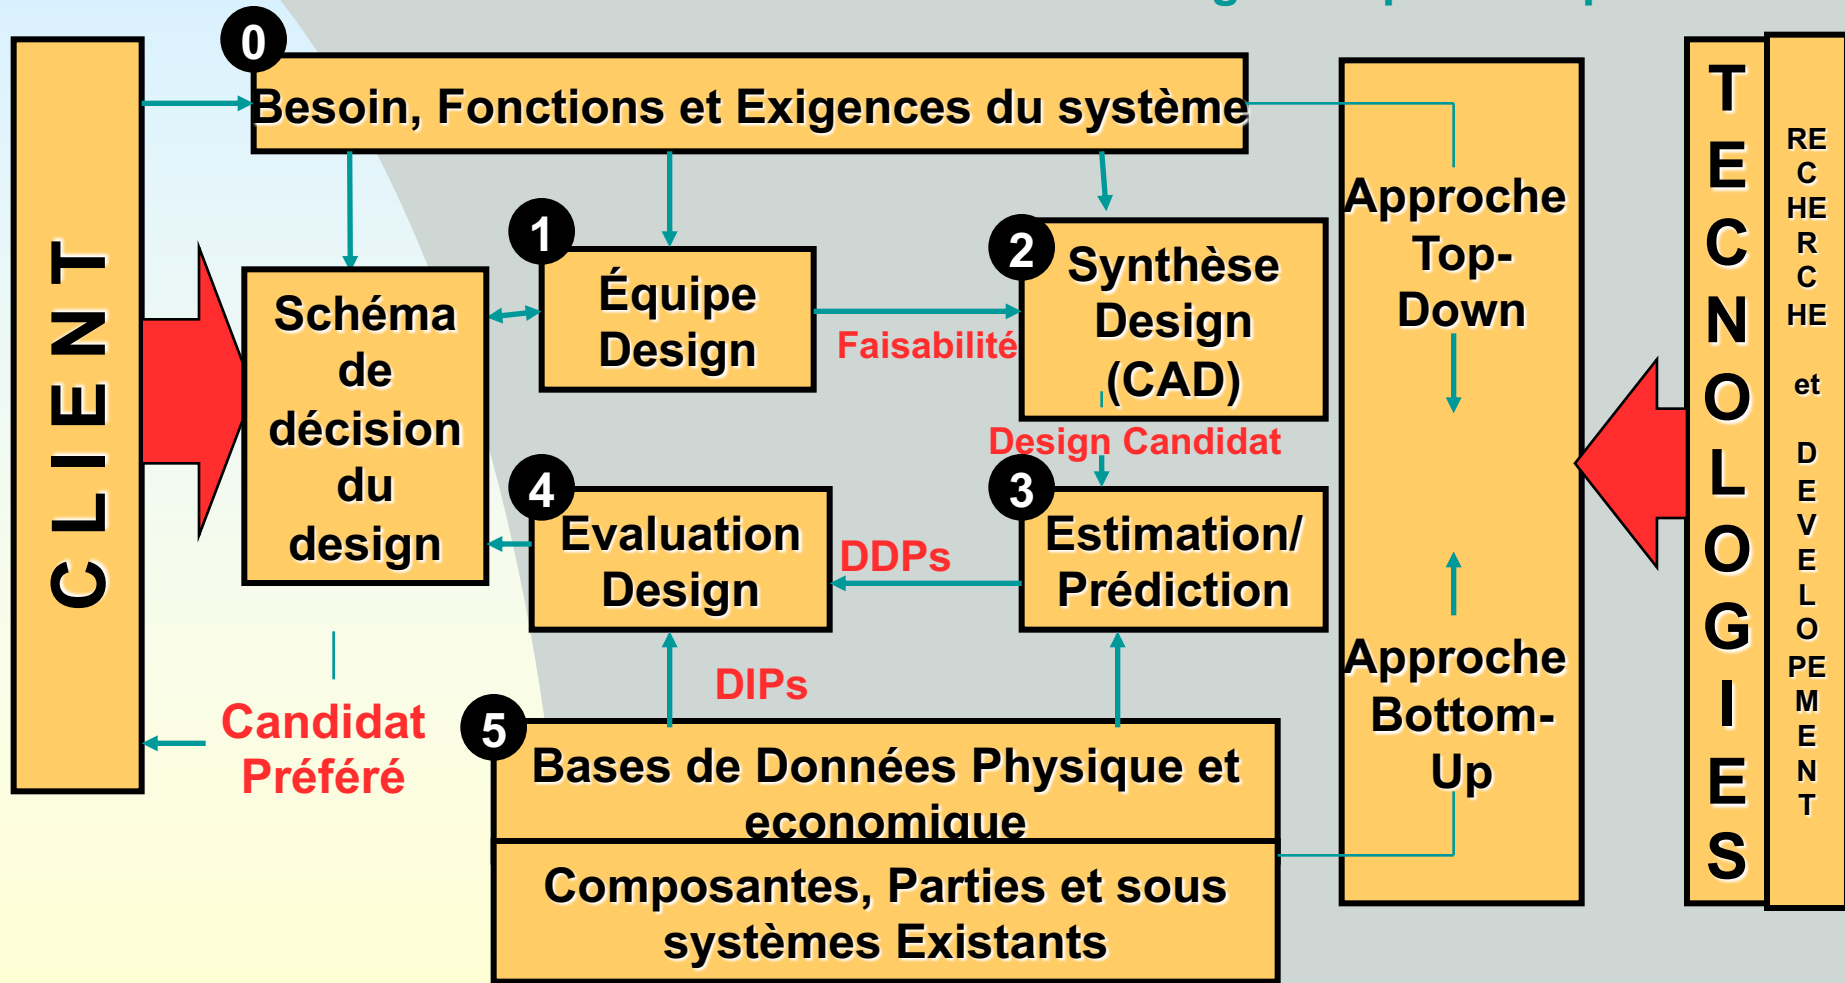 0
Besoin, Fonctions et Exigences du système
CLIENT
1
Équipe
Design
2
Synthèse
Design
(CAD)
Faisabilité
Schéma
de
décision
du
design
Design Candidat
4
Evaluation
Design
DDPs
3
Estimation/
Prédiction
DIPs
Candidat
Préféré
5
Bases de Données Physique et
economique
Composantes, Parties et sous
systèmes Existants
Approche
Top-
Down
Approche
Bottom-
Up
T
E
C
N
O
L
O
G
I
E
S
RE
C
HE
R
C
HE
et
D
E
V
E
L
O
PE
M
E
N
T